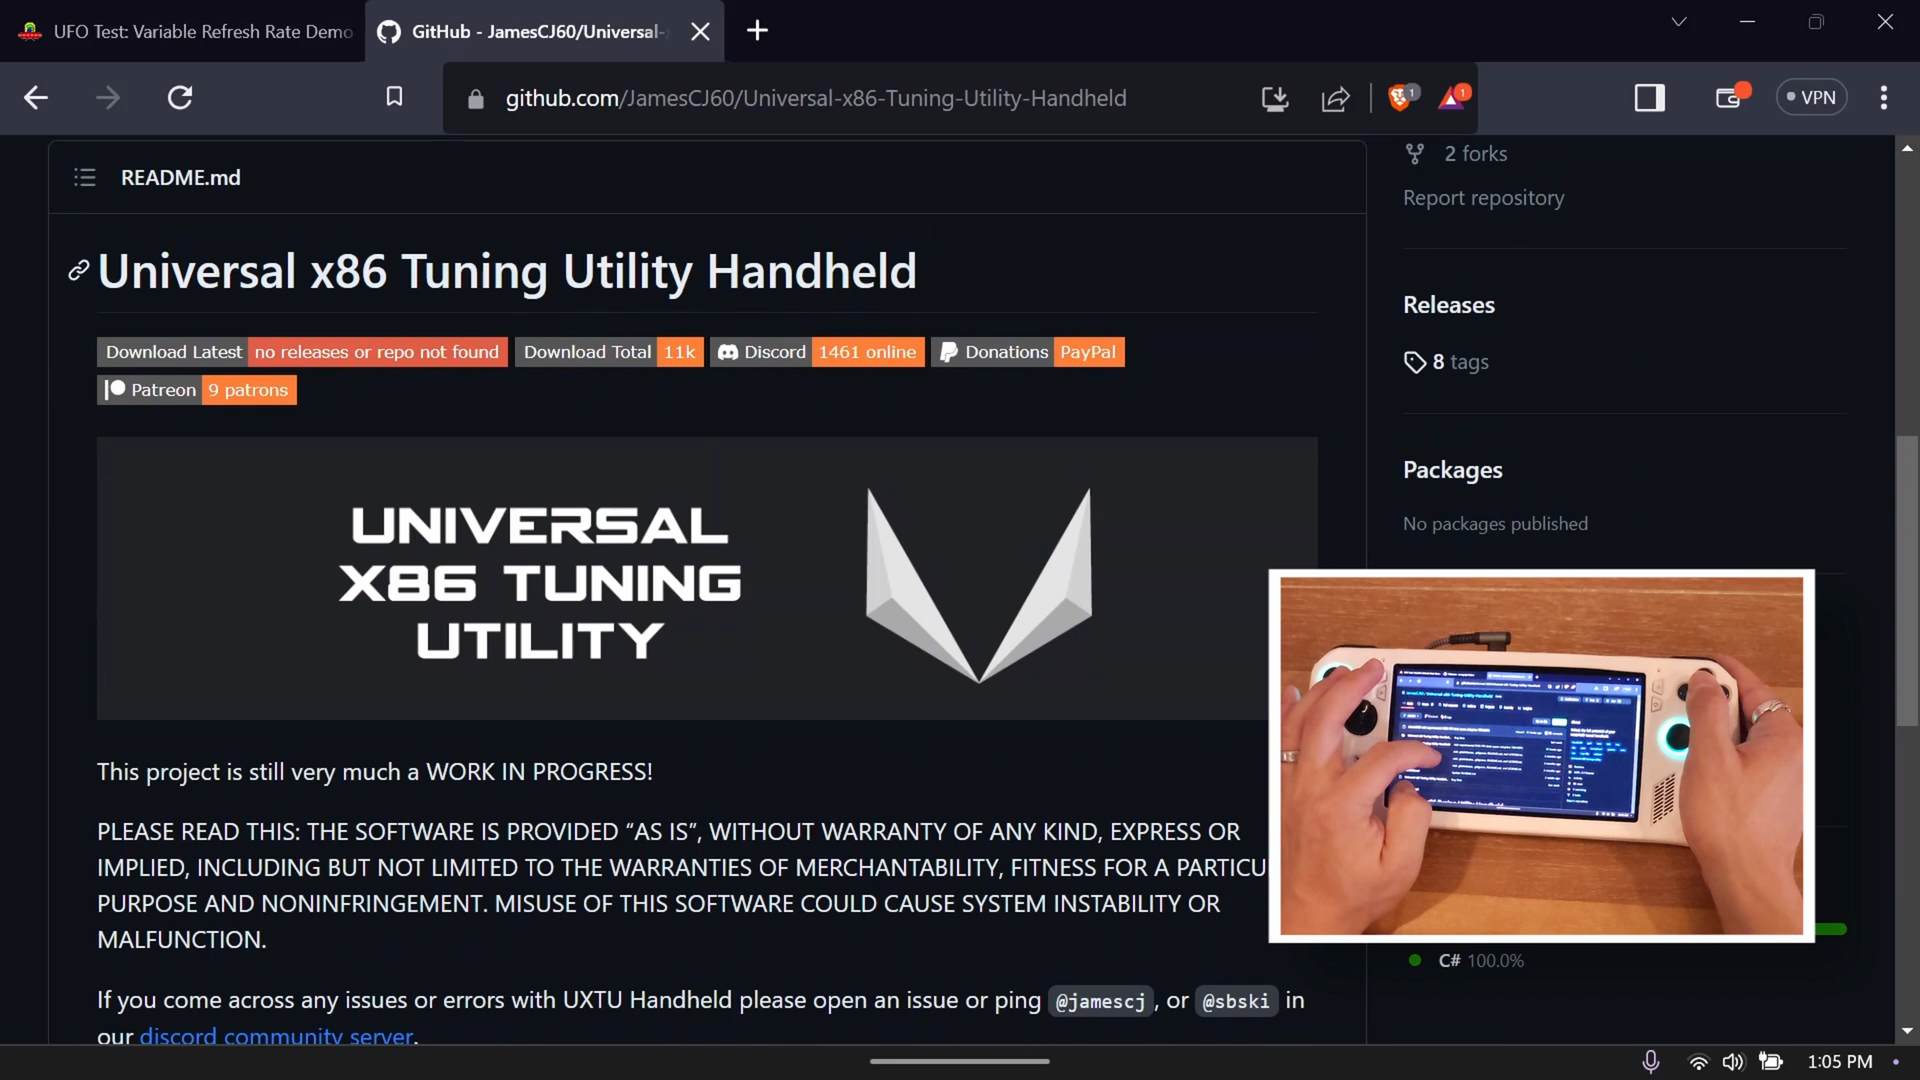 UFO Test: Variable Refresh Rate Demo
GitHub - JamesCJ60/Universal-
github.com/JamesCJ60/Universal-x86-Tuning-Utility-Handheld
1
1
VPN
README.md
2 forks
Report repository
Universal x86 Tuning Utility Handheld
Releases
Download Latest no releases or repo not found Download Total 11k Discord 1461 online Donations PayPal
8 tags
Patreon 9 patrons
Packages
No packages published
UNIVERSAL
X86 TUNING
UTILITY
This project is still very much a WORK IN PROGRESS!
PLEASE READ THIS: THE SOFTWARE IS PROVIDED “AS IS”, WITHOUT WARRANTY OF ANY KIND, EXPRESS OR
IMPLIED, INCLUDING BUT NOT LIMITED TO THE WARRANTIES OF MERCHANTABILITY, FITNESS FOR A PARTICU
PURPOSE AND NONINFRINGEMENT. MISUSE OF THIS SOFTWARE COULD CAUSE SYSTEM INSTABILITY OR
MALFUNCTION.
C# 100.0%
If you come across any issues or errors with UXTU Handheld please open an issue or ping @jamescj, or @sbski in
our discord community server.
1:05 PM